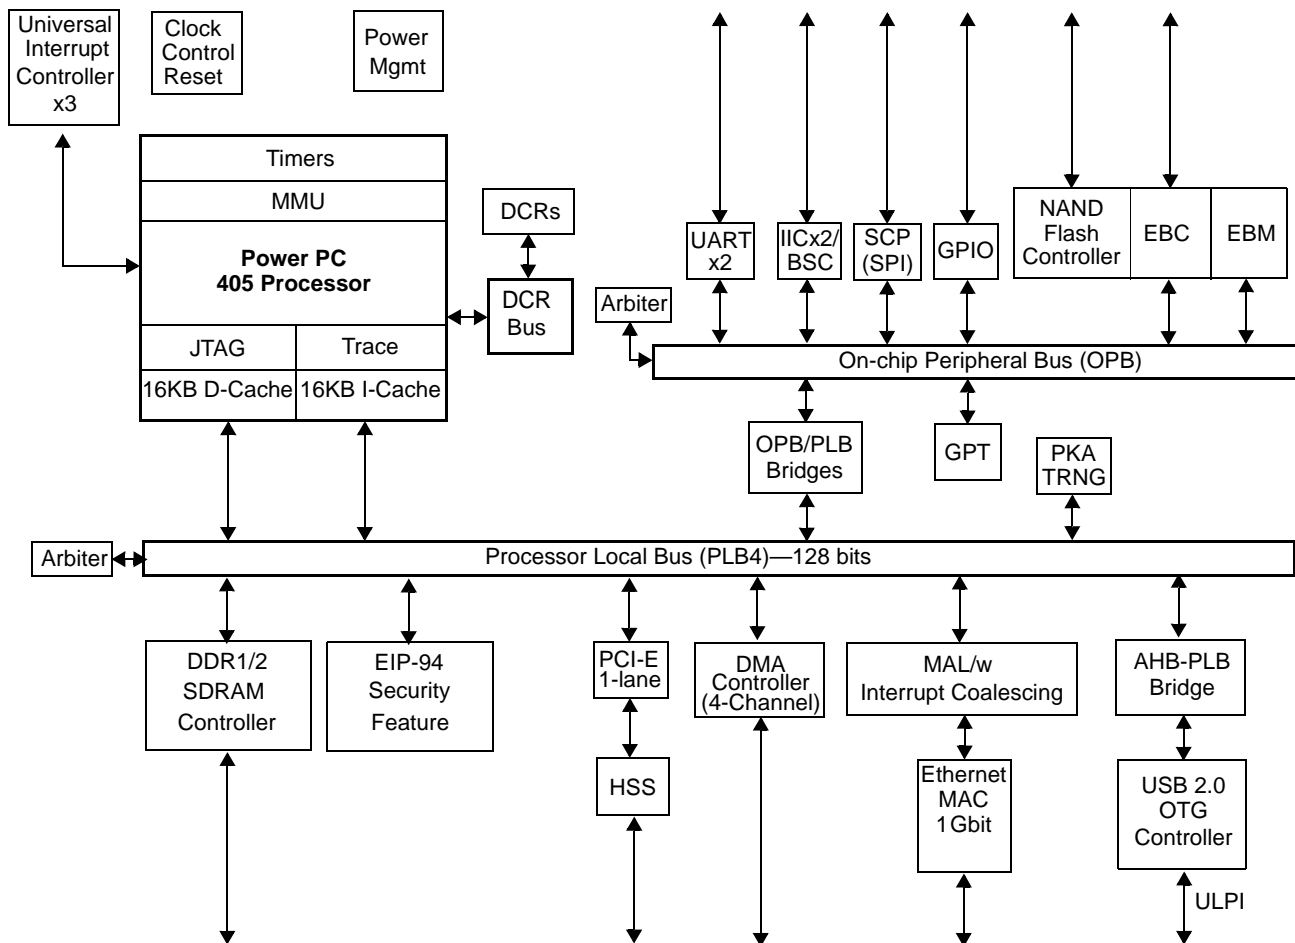 Universal
Interrupt
Controller
x3
Clock
Control
Reset
Power
Mgmt
Timers
MMU
Power PC
405 Processor
JTAG
Trace
16KB D-Cache
16KB I-Cache
DCRs
DCR
Bus
UART
x2
IICx2/
BSC
SCP
(SPI)
GPIO
NAND
Flash
Controller
EBC
EBM
Arbiter
On-chip Peripheral Bus (OPB)
OPB/PLB
Bridges
GPT
PKA
TRNG
Arbiter
Processor Local Bus (PLB4)—128 bits
DDR1/2
SDRAM
Controller
EIP-94
Security
Feature
PCI-E
1-lane
HSS
DMA
Controller
(4-Channel)
MAL/w
Interrupt Coalescing
Ethernet
MAC
1Gbit
AHB-PLB
Bridge
USB 2.0
OTG
Controller
ULPI